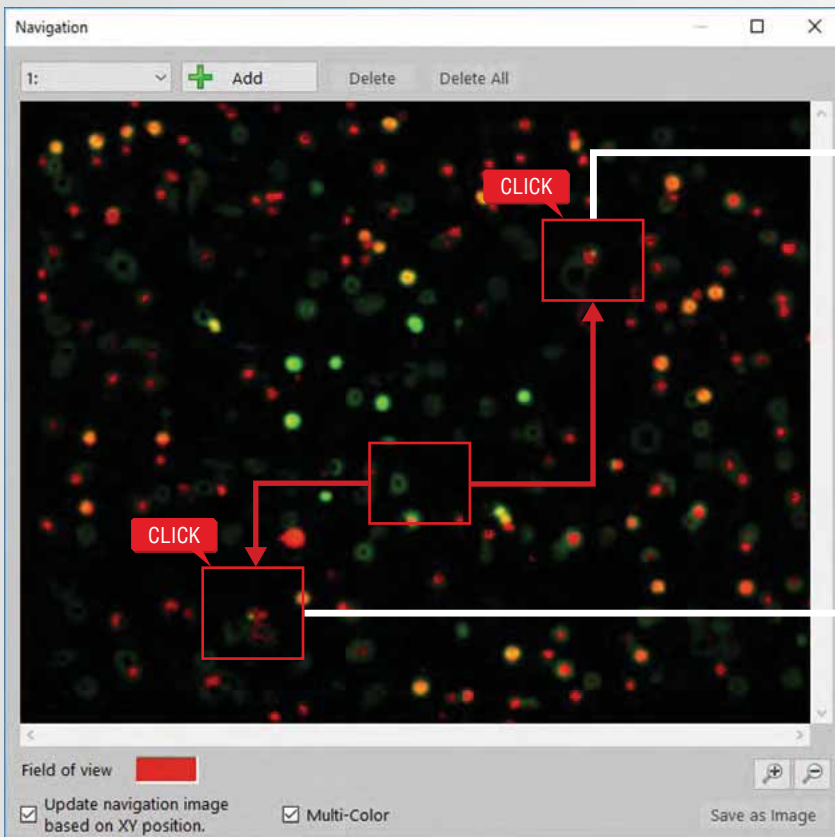 Navigation
1:
Add
Delete
Delete All
CLICK
CLICK
Field of view
Update navigation image
based on XY position.
Multi-Color
Save as Image